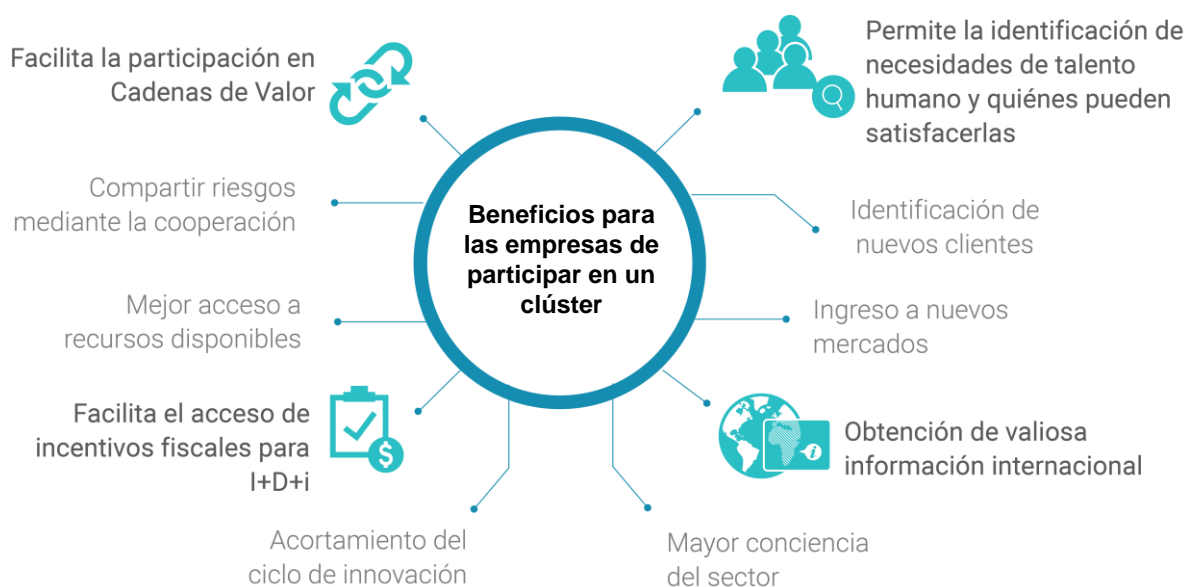 Facilita la participación en
Cadenas de Valor
Permite la identificación de
necesidades de talento
humano y quiénes pueden
satisfacerlas
Compartir riesgos
mediante la cooperación
Beneficios para
las empresas de
participar en un
clúster
Identificación de
nuevos clientes
Mejor acceso a
recursos disponibles
Ingreso a nuevos
mercados
Facilita el acceso de
incentivos fiscales para
I+D+i
$
i
Obtención de valiosa
información internacional
Acortamiento del
ciclo de innovación
Mayor conciencia
del sector